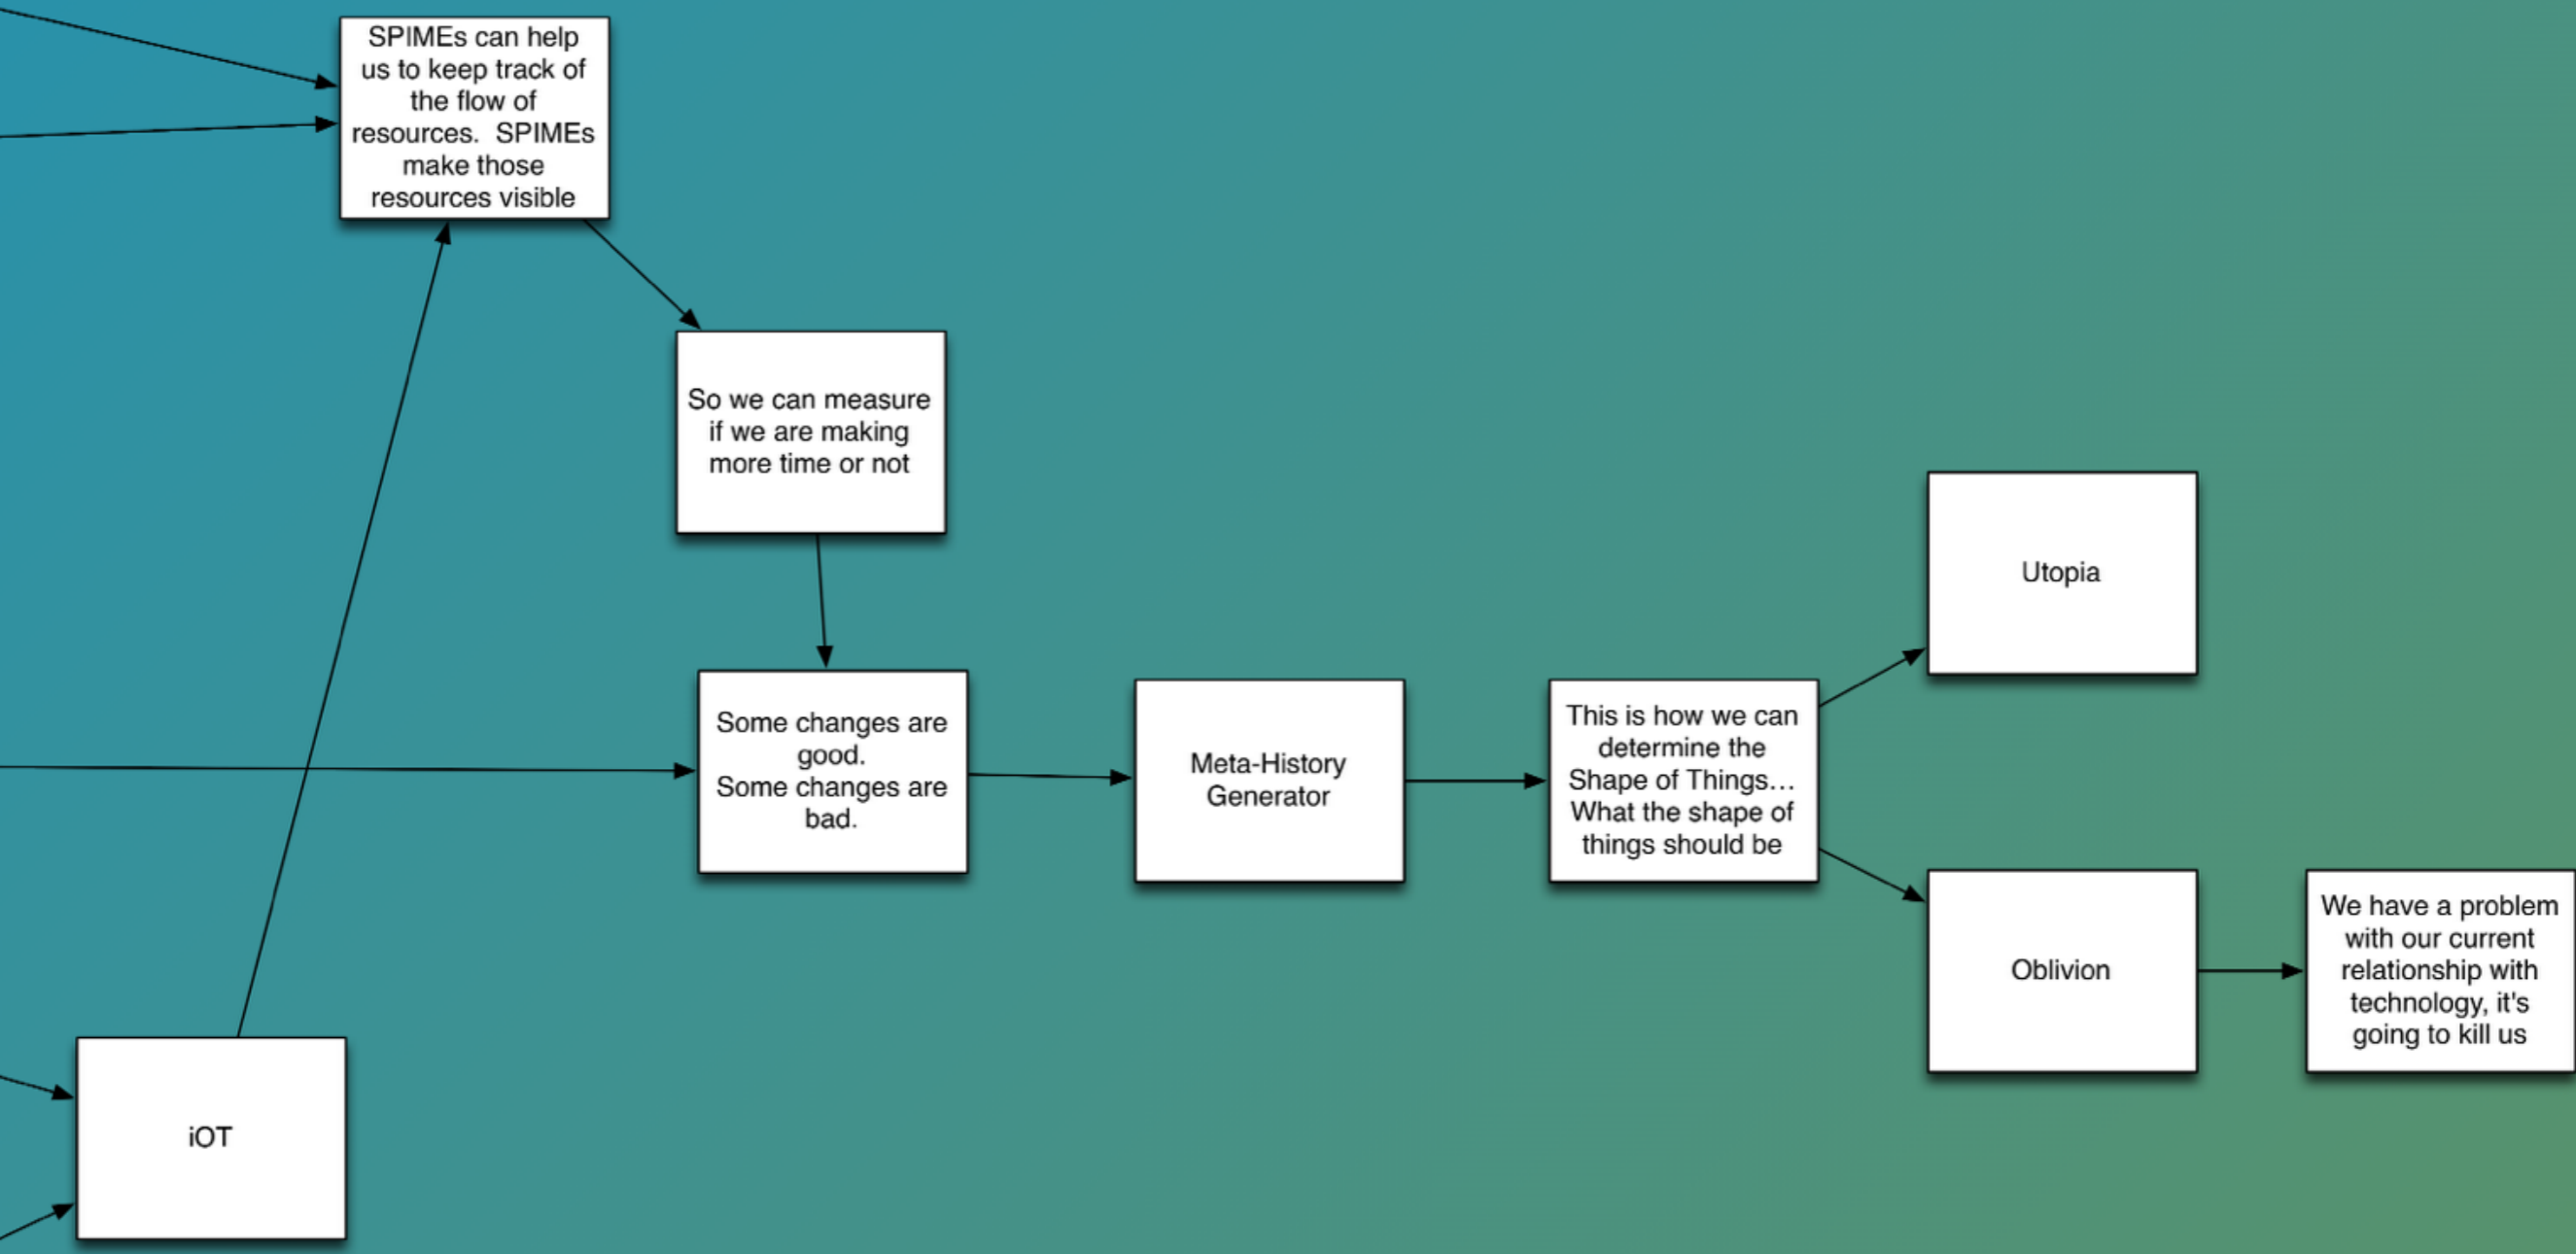 SPIMEs can help
us to keep track of
the flow of
resources.  SPIMEs
make those
resources visible
So we can measure
if we are making
more time or not
Some changes are
good.
Some changes are
bad.
Meta-History
Generator
This is how we can
determine the
Shape of Things...
What the shape of
things should be
Utopia
Oblivion
We have a problem
with our current
relationship with
technology, it's
going to kill us
iOT